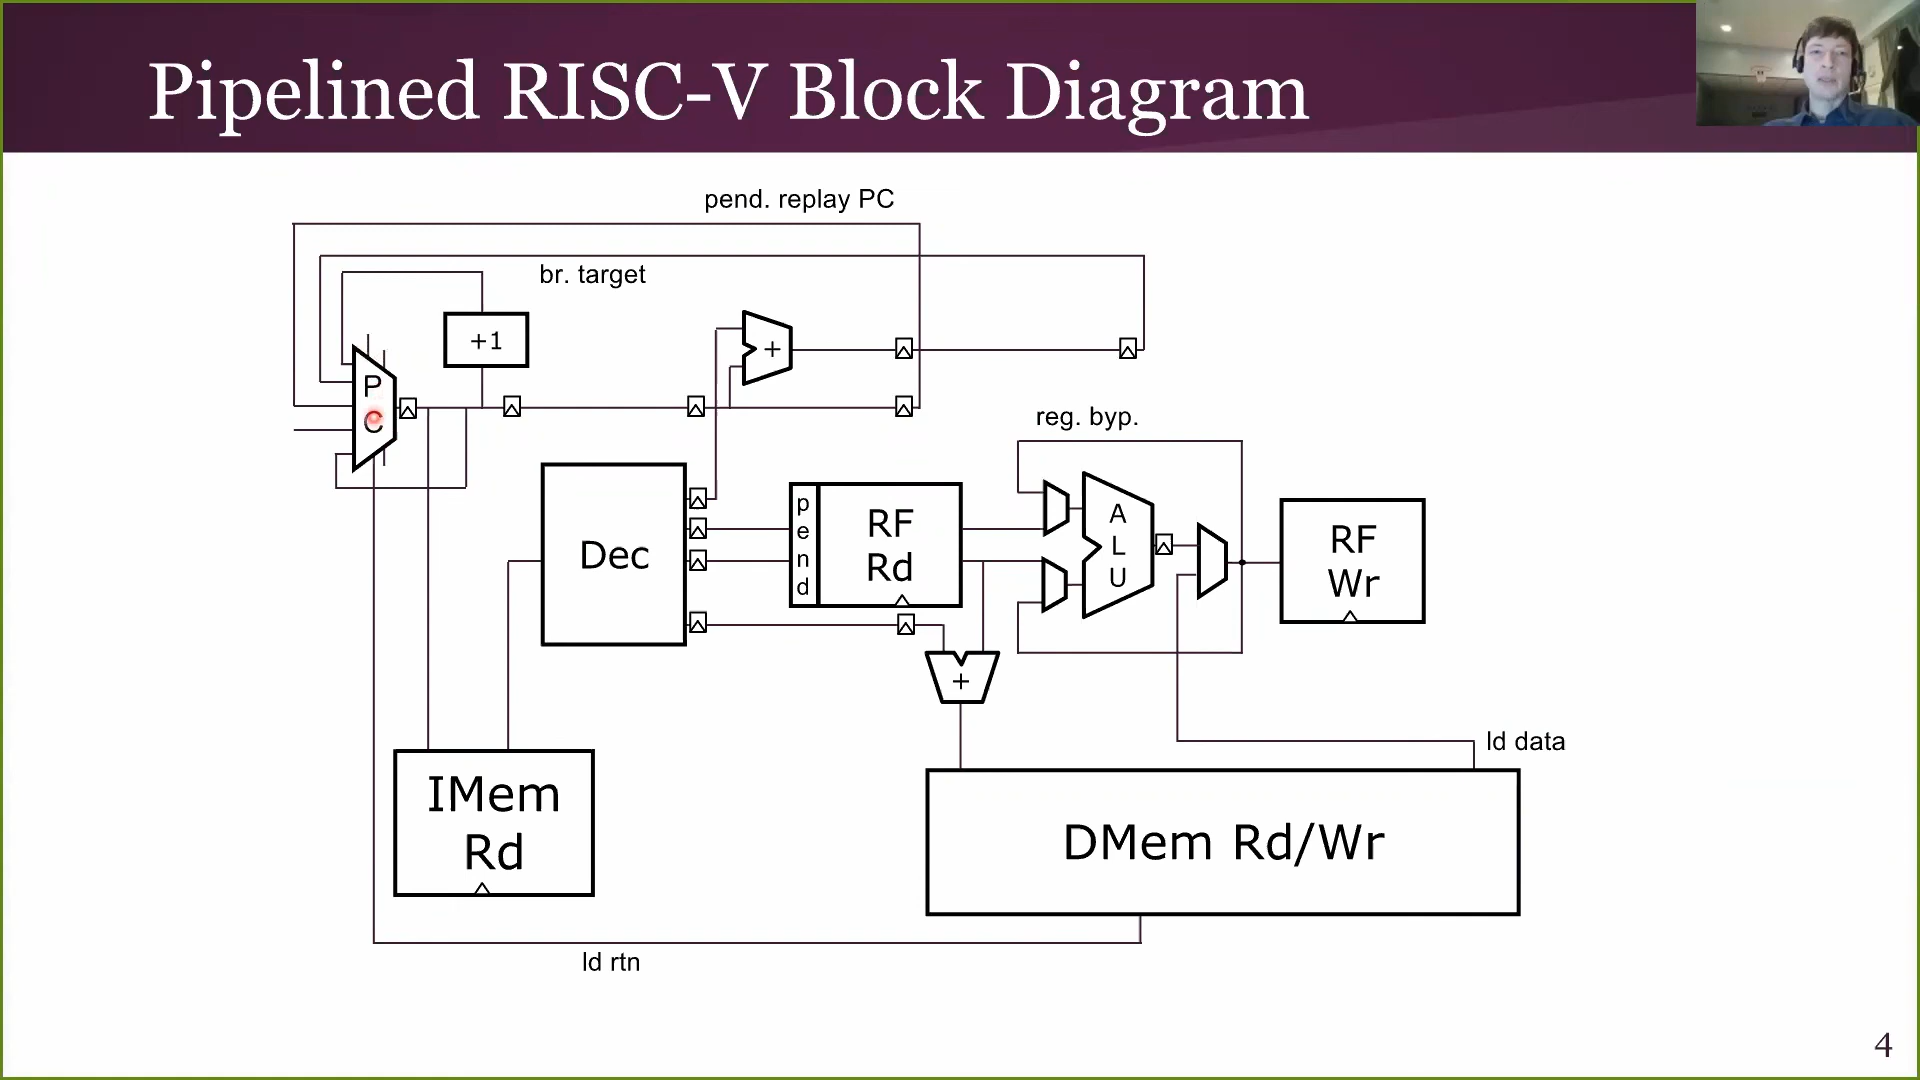 Pipelined RISC-V Block Diagram
pend. replay PC
br. target
+1
+
P
C
reg. byp.
Dec
p
e
n
d
RF
Rd
A
L
U
RF
Wr
+
IMem
Rd
ld data
DMem Rd/Wr
ld rtn
4